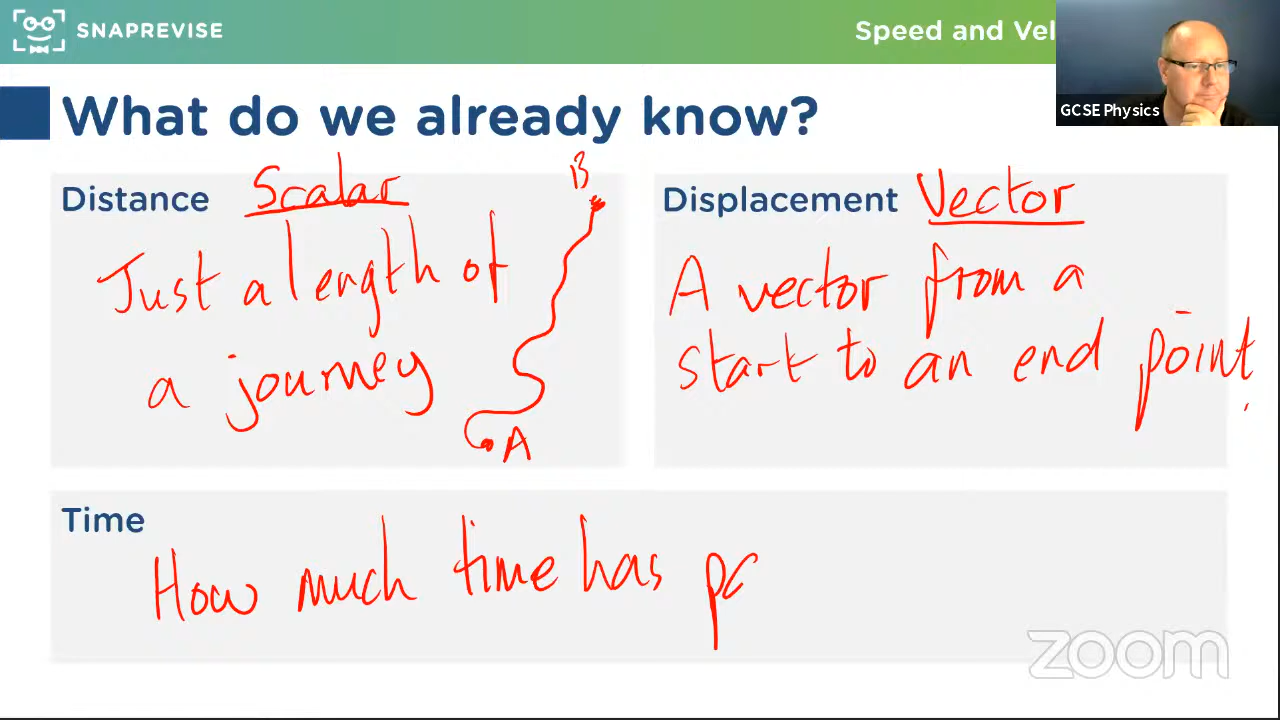 SNAPREVISE
Speed and Vel
GCSE Physics
What do we already know?
Distance Scalar
B
Just a length of
a journey
A
Displacement Vector
A vector from a
start to an end point.
Time
How much time has pa
zoom